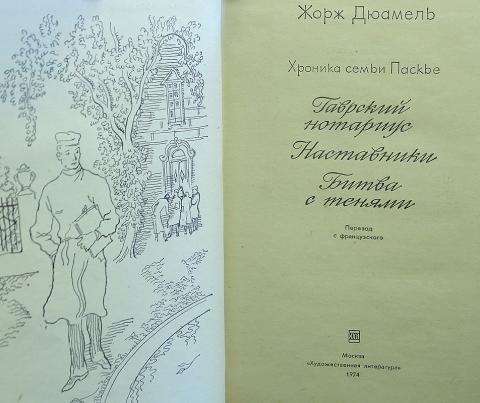 Жорж Дюамель
Хроника семьи Паскье
Гаврский
нотариус
Наставники
Битва
с тенями
Перевод
с французского
Москва
«Художественная литература»
1974